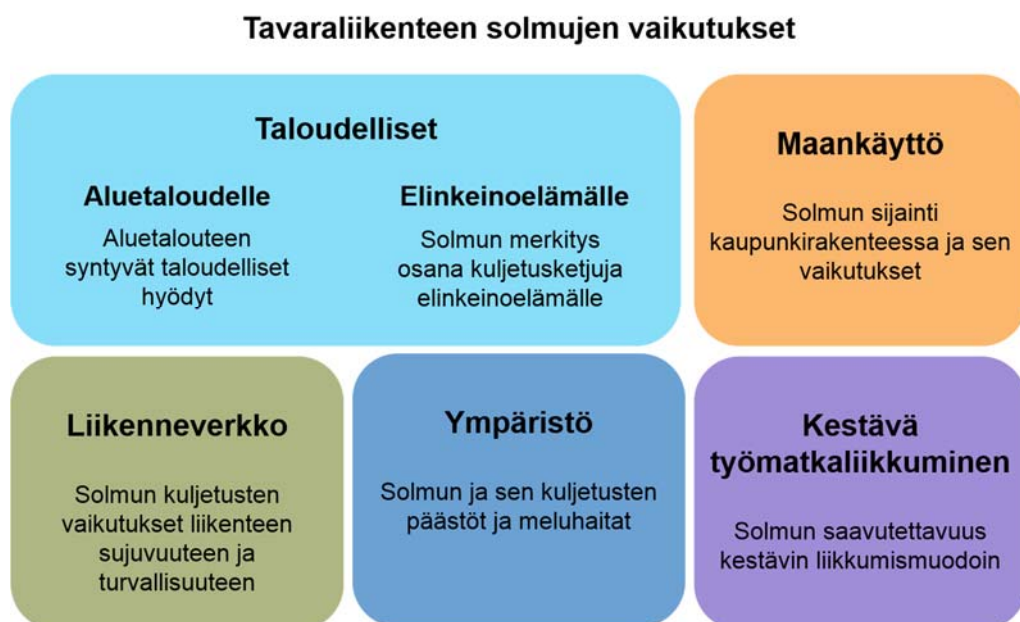 Tavaraliikenteen solmujen vaikutukset
Taloudelliset
Aluetaloudelle
Aluetalouteen
syntyvät taloudelliset
hyödyt
Elinkeinoelämälle
Solmun merkitys
osana kuljetusketjuja
elinkeinoelämälle
Maankäyttö
Solmun sijainti
kaupunkirakenteessa ja sen
vaikutukset
Liikenneverkko
Solmun kuljetusten
vaikutukset liikenteen
sujuvuuteen ja
turvallisuuteen
Ympäristö
Solmun ja sen kuljetusten
päästöt ja meluhaitat
Kestävä
työmatkaliikkuminen
Solmun saavutettavuus
kestävin liikkumismuodoin